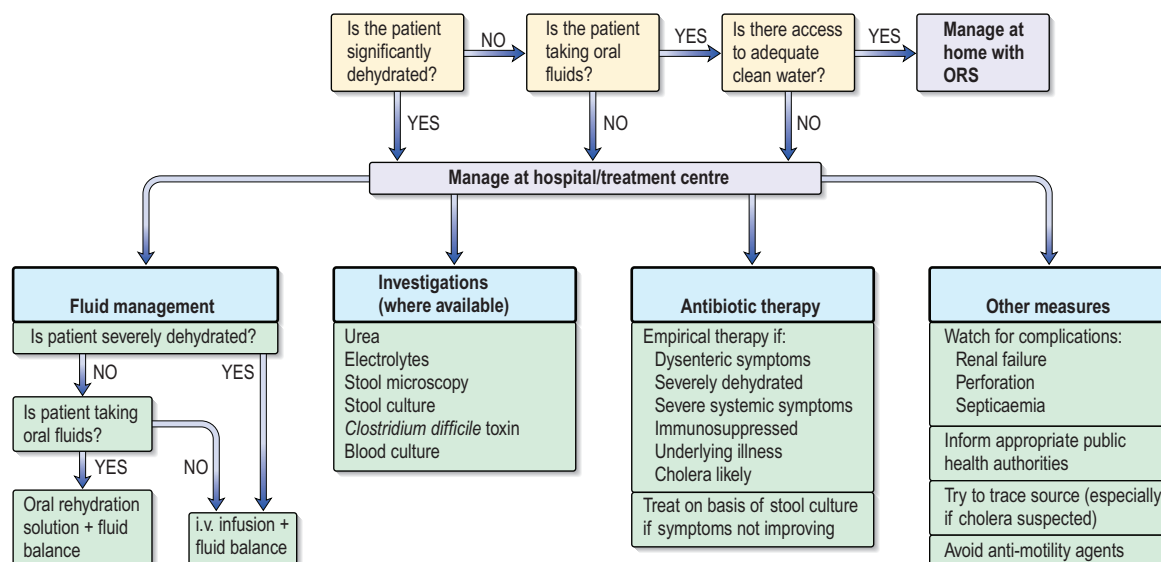 Is the patient
significantly
dehydrated?
NO
Is the patient
taking oral
fluids?
YES
Is there access
to adequate
clean water?
YES
Manage at
home with
ORS
YES
NO
NO
Manage at hospital/treatment centre
Fluid management
Is patient severely dehydrated?
NO
YES
Is patient taking
oral fluids?
YES
NO
Oral rehydration
solution + fluid
balance
i.v. infusion +
fluid balance
Investigations
(where available)
Urea
Electrolytes
Stool microscopy
Stool culture
Clostridium difficile toxin
Blood culture
Antibiotic therapy
Empirical therapy if:
Dysenteric symptoms
Severely dehydrated
Severe systemic symptoms
Immunosuppressed
Underlying illness
Cholera likely
Treat on basis of stool culture
if symptoms not improving
Other measures
Watch for complications:
Renal failure
Perforation
Septicaemia
Inform appropriate public
health authorities
Try to trace source (especially
if cholera suspected)
Avoid anti-motility agents